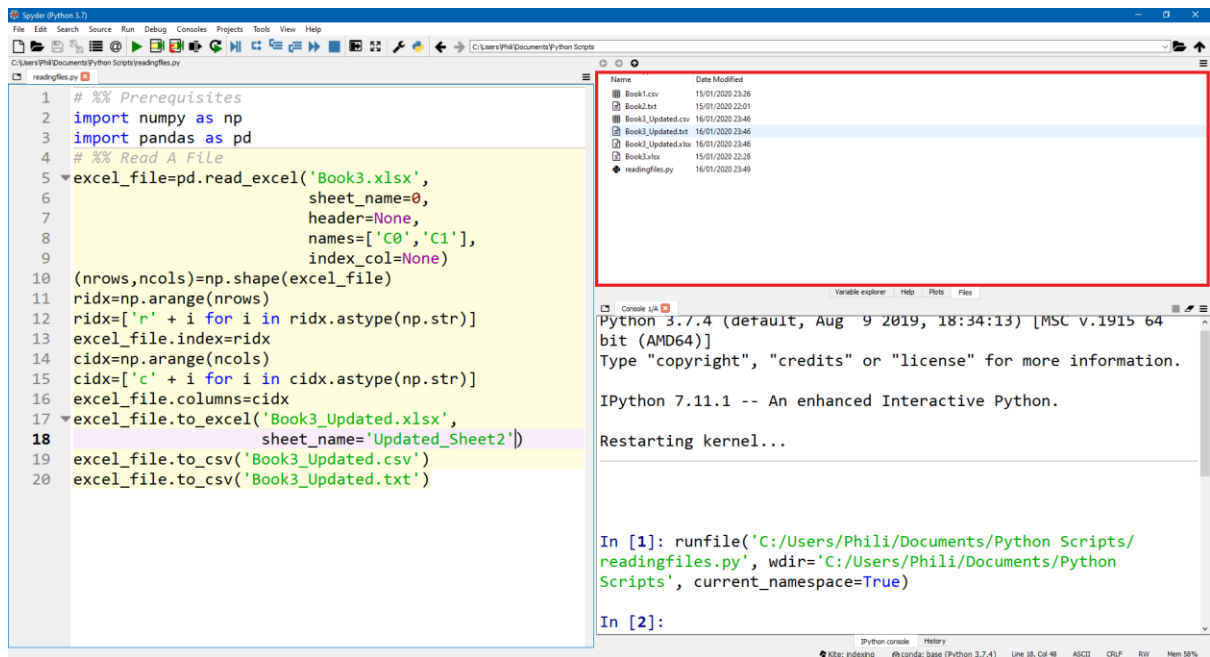 Spyder (Python 3.7)
File Edit Search Source Run Debug Consoles Projects Tools View Help
C:\Users\Phili\Documents\Python Scripts
C:\Users\Phili\Documents\Python Scripts\readingfiles.py
readingfiles.py
1 # %% Prerequisites
2 import numpy as np
3 import pandas as pd
4 # %% Read A File
5 excel_file=pd.read_excel('Book3.xlsx',
6 sheet_name=0,
7 header=None,
8 names=['C0','C1'],
9 index_col=None)
10 (nrows,ncols)=np.shape(excel_file)
11 ridx=np.arange(nrows)
12 ridx=['r' + i for i in ridx.astype(np.str)]
13 excel_file.index=ridx
14 cidx=np.arange(ncols)
15 cidx=['c' + i for i in cidx.astype(np.str)]
16 excel_file.columns=cidx
17 excel_file.to_excel('Book3_Updated.xlsx',
18 sheet_name='Updated_Sheet2')
19 excel_file.to_csv('Book3_Updated.csv')
20 excel_file.to_csv('Book3_Updated.txt')
Name Date Modified
Book1.csv 15/01/2020 23:26
Book2.txt 15/01/2020 22:01
Book3_Updated.csv 16/01/2020 23:46
Book3_Updated.txt 16/01/2020 23:46
Book3_Updated.xlsx 16/01/2020 23:46
Book3.xlsx 15/01/2020 22:28
readingfiles.py 16/01/2020 23:49
Variable explorer Help Plots Files
Console 1/A
Python 3.7.4 (default, Aug 9 2019, 18:34:13) [MSC v.1915 64
bit (AMD64)]
Type "copyright", "credits" or "license" for more information.
IPython 7.11.1 -- An enhanced Interactive Python.
Restarting kernel...
In [1]: runfile('C:/Users/Phili/Documents/Python Scripts/
readingfiles.py', wdir='C:/Users/Phili/Documents/Python
Scripts', current_namespace=True)
In [2]:
IPython console History
Kite: indexing conda: base (Python 3.7.4) Line 18, Col 48 ASCII CRLF RW Mem 58%